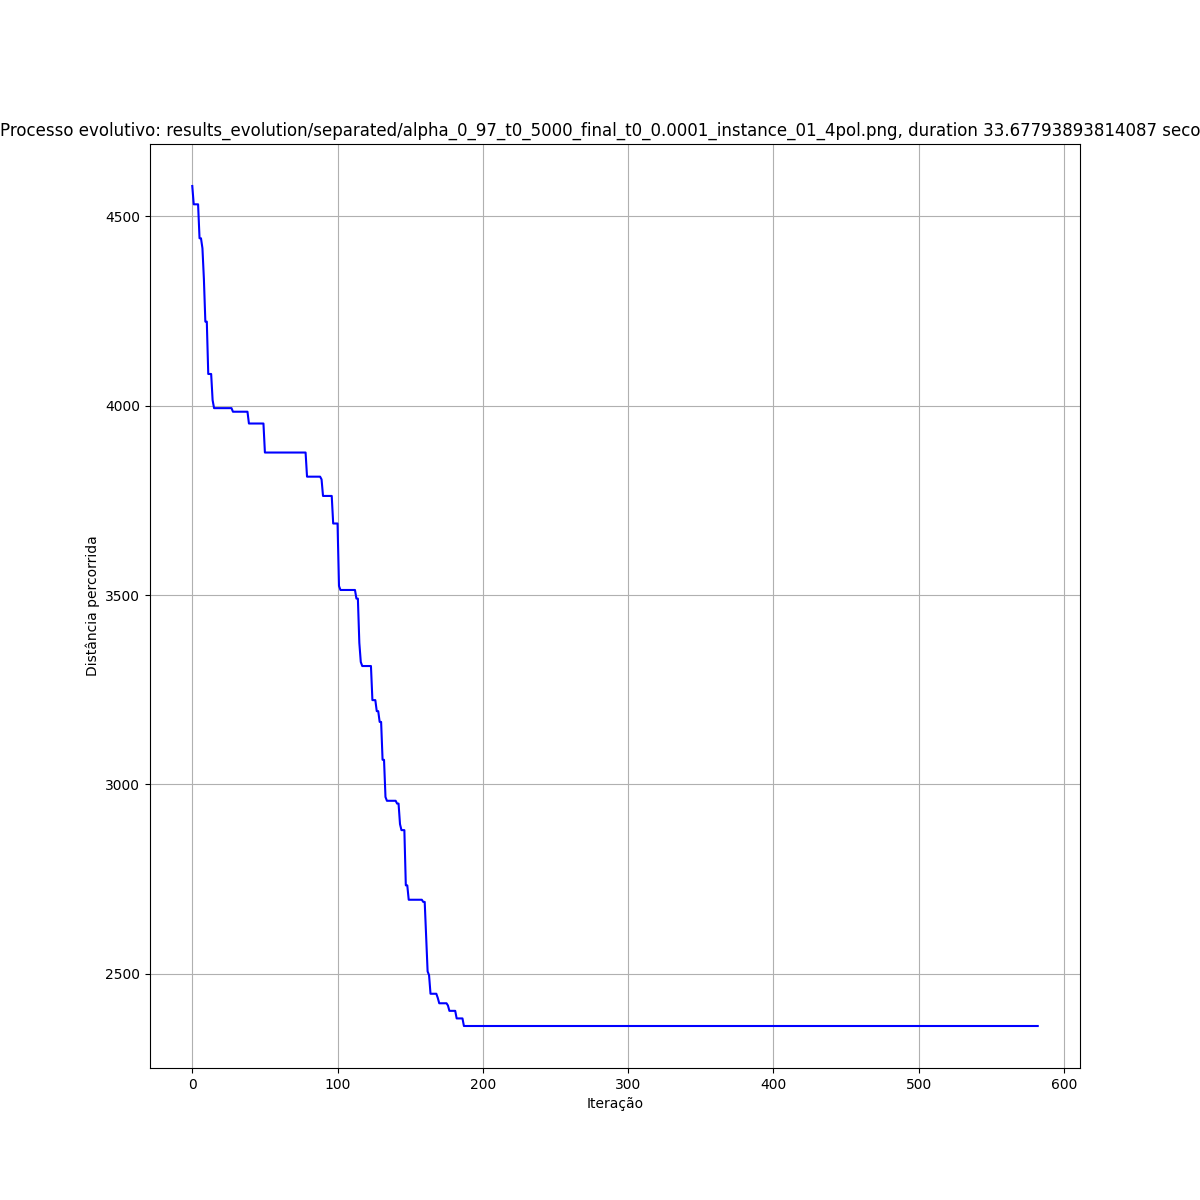 Processo evolutivo: results_evolution/separated/alpha_0_97_t0_5000_final_t0_0.0001_instance_01_4pol.png, duration 33.67793893814087 seco
4500
4000
3500
3000
2500
Distância percorrida
0 100 200 300 400 500 600
Iteração